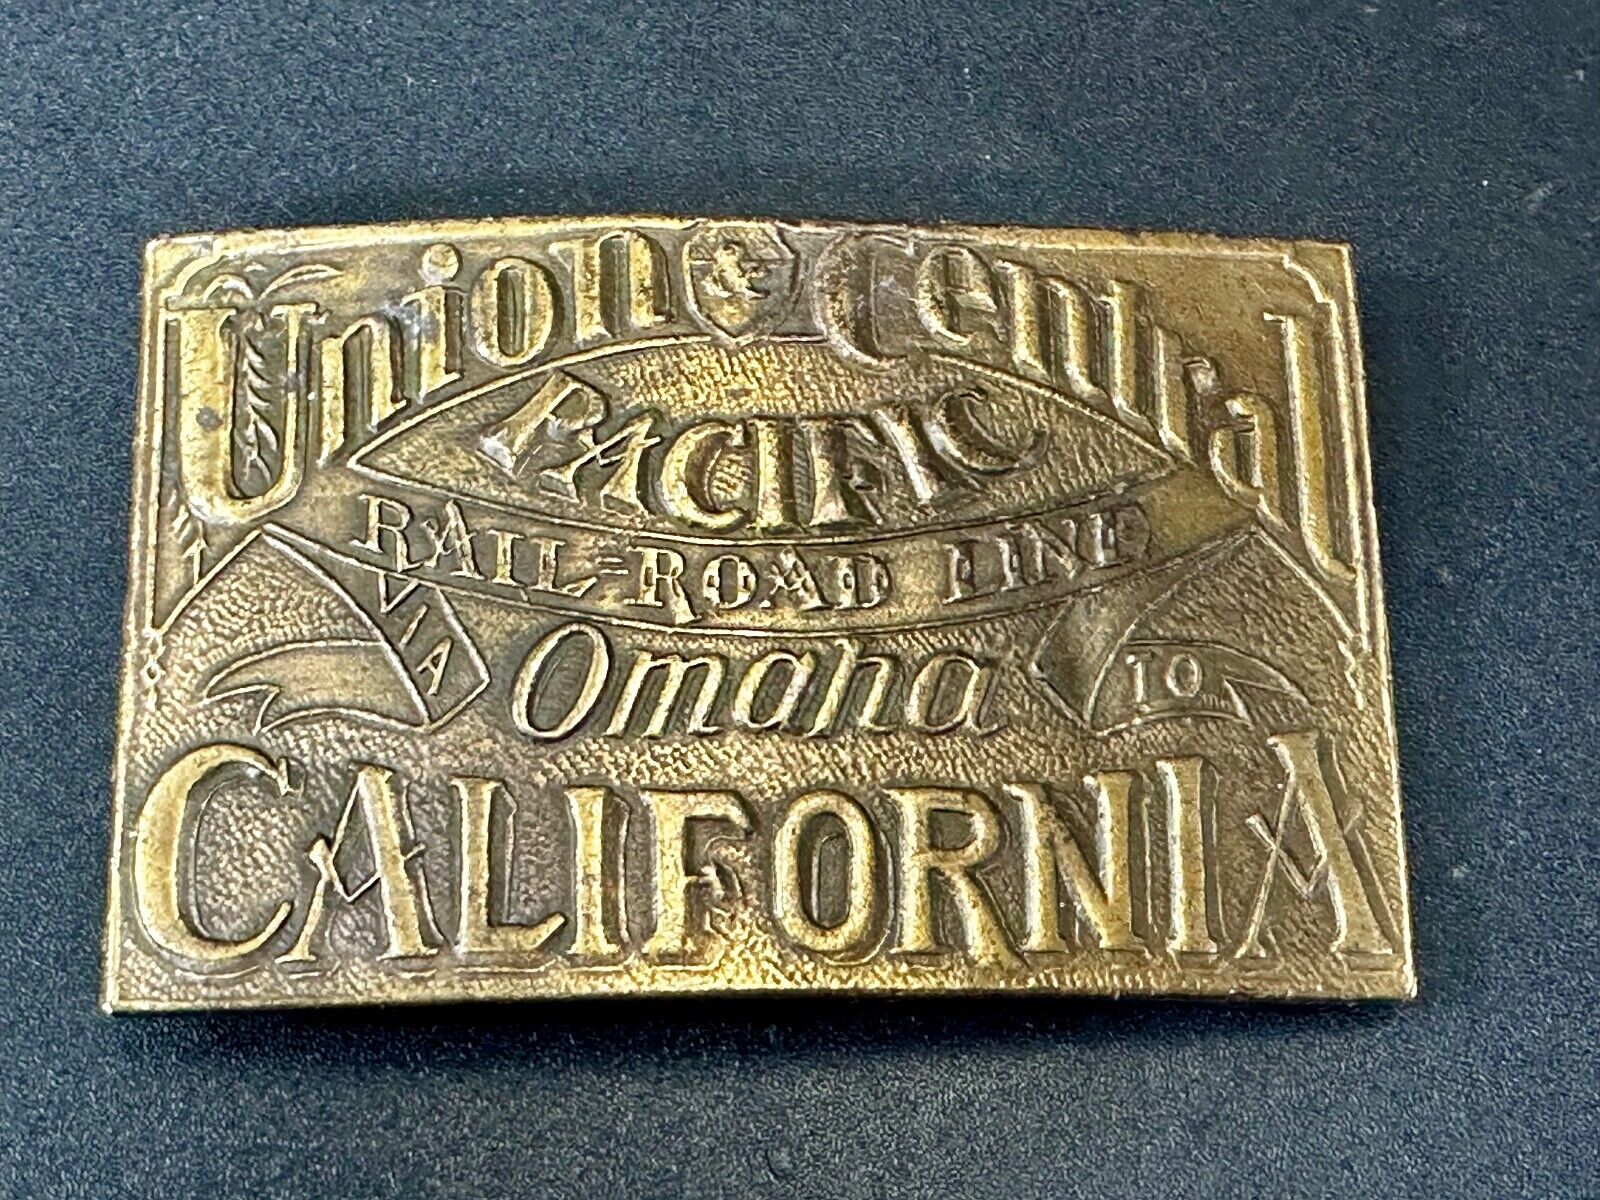 Union Central
PACIFIC
RAIL-ROAD LINE
VIA Omaha TO
CALIFORNIA